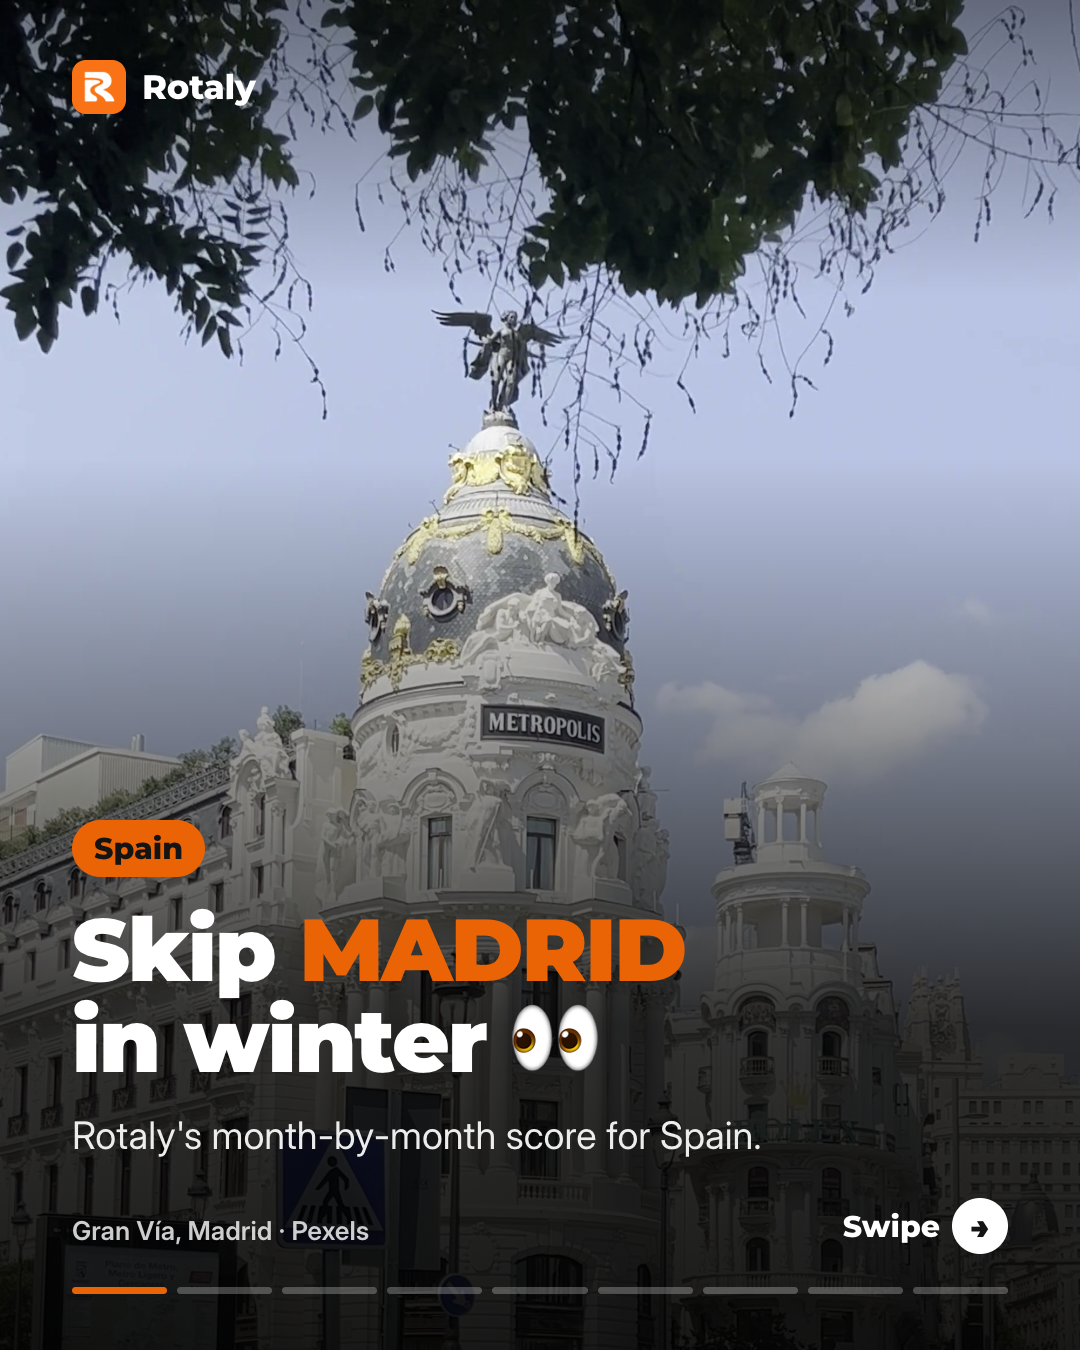 Rotaly
METROPOLIS
Spain
Skip MADRID
in winter 👀
Rotaly's month-by-month score for Spain.
Gran Vía, Madrid · Pexels
Swipe